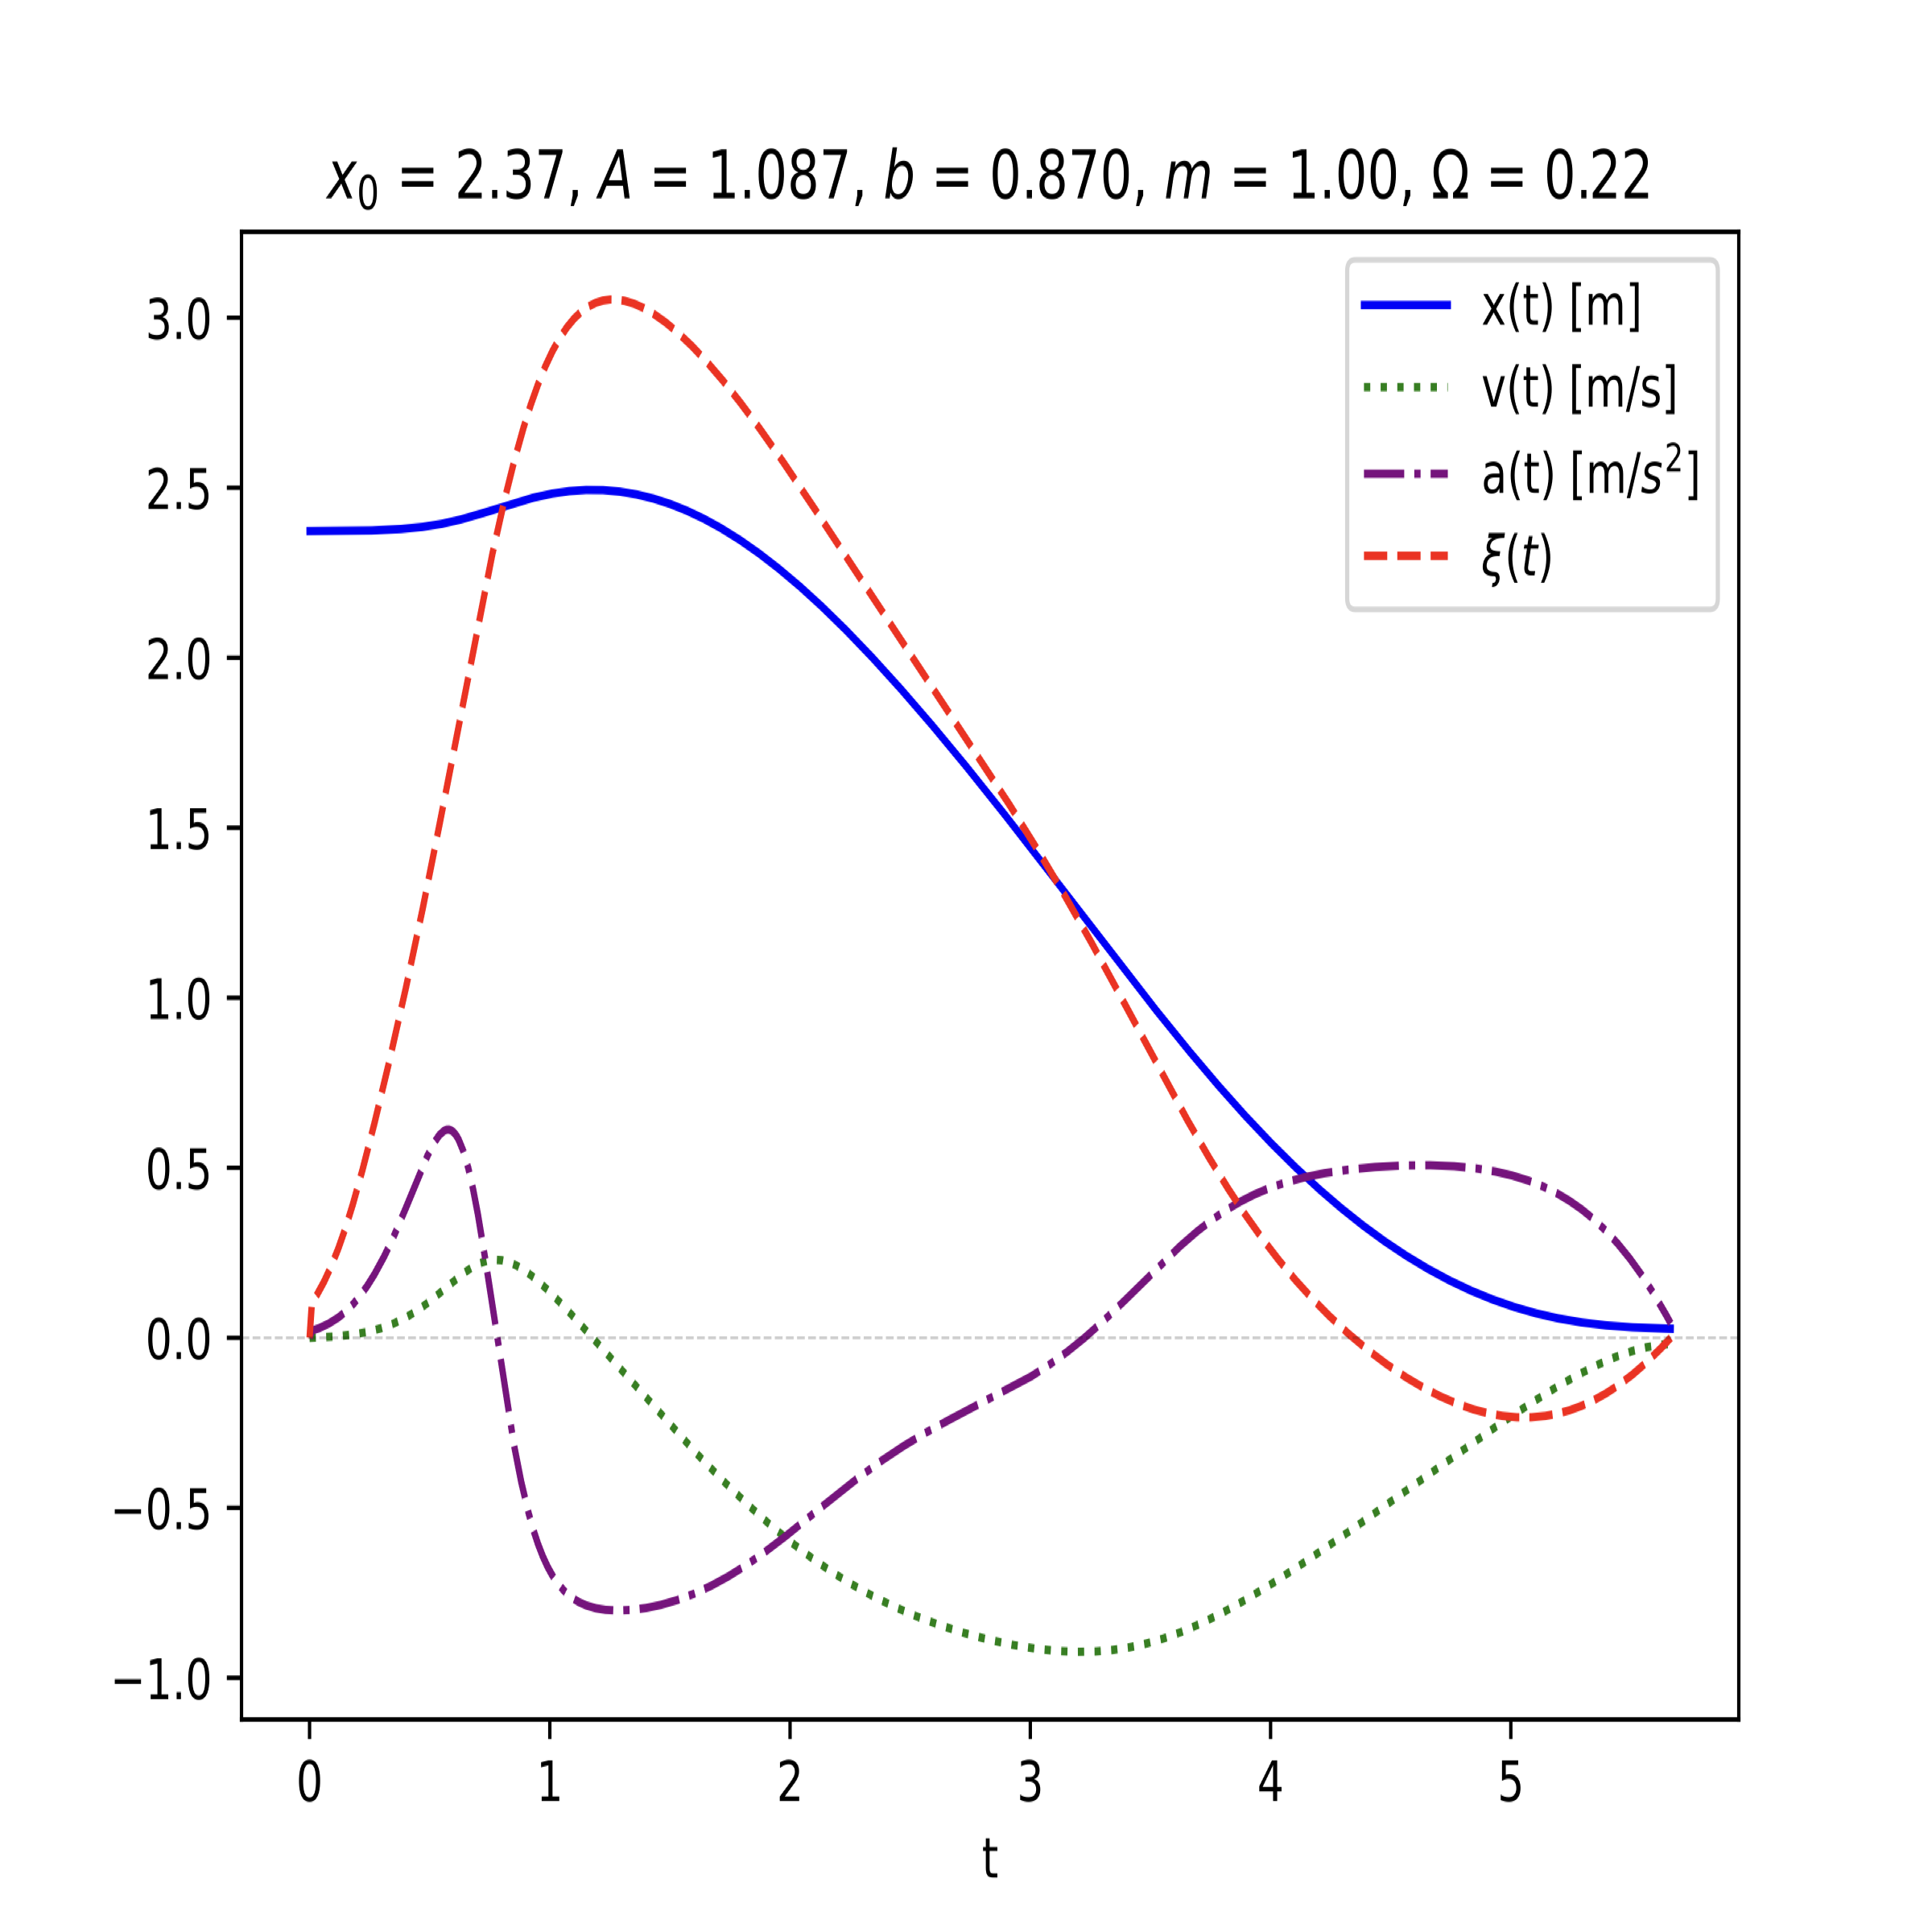 x₀ = 2.37, A = 1.087, b = 0.870, m = 1.00, Ω = 0.22
x(t) [m]
v(t) [m/s]
a(t) [m/s²]
ξ(t)
3.0
2.5
2.0
1.5
1.0
0.5
0.0
−0.5
−1.0
0 1 2 3 4 5
t